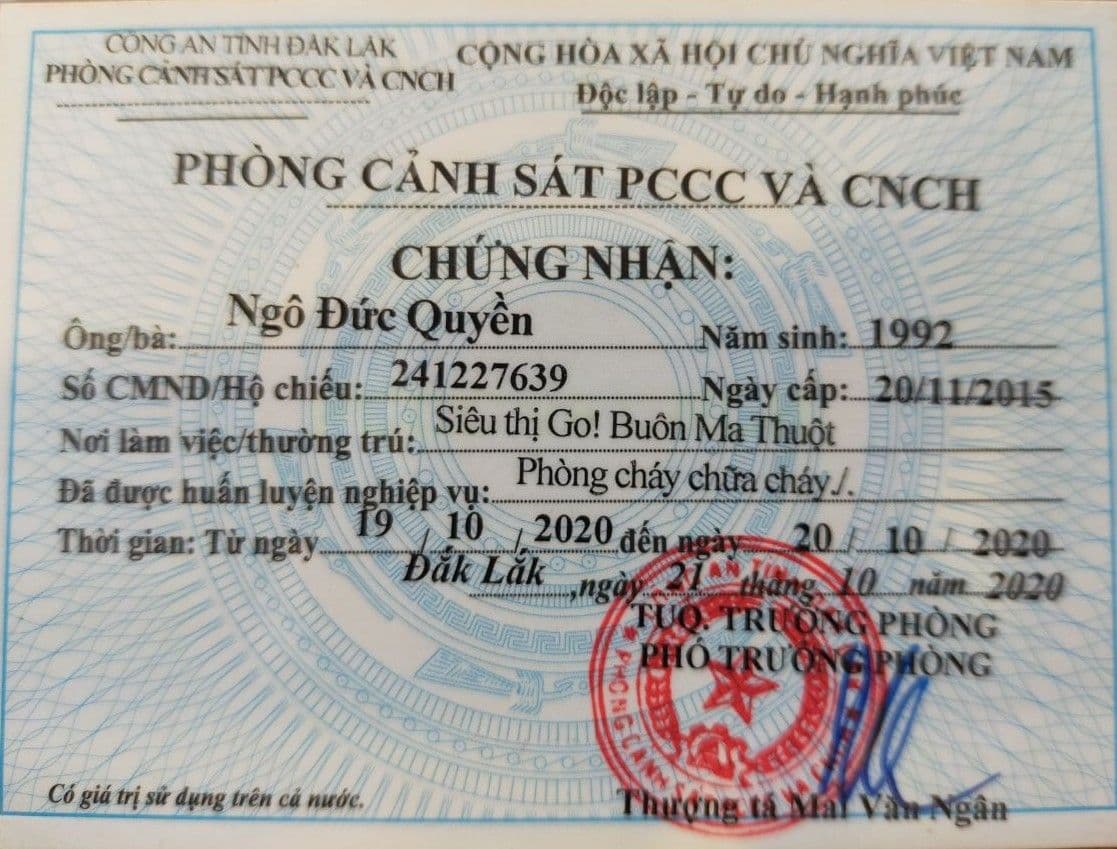 CÔNG AN TỈNH ĐĂK LĂK
PHÒNG CẢNH SÁT PCCC VÀ CNCH
CỘNG HÒA XÃ HỘI CHỦ NGHĨA VIỆT NAM
Độc lập - Tự do - Hạnh phúc
PHÒNG CẢNH SÁT PCCC VÀ CNCH
CHỨNG NHẬN:
Ông/bà: Ngô Đức Quyền Năm sinh: 1992
Số CMND/Hộ chiếu: 241227639 Ngày cấp: 20/11/2015
Nơi làm việc/thường trú: Siêu thị Go! Buôn Ma Thuột
Đã được huấn luyện nghiệp vụ: Phòng cháy chữa cháy./.
Thời gian: Từ ngày 19 / 10 / 2020 đến ngày 20 / 10 / 2020
Đắk Lắk, ngày 21 tháng 10 năm 2020
TUQ. TRƯỞNG PHÒNG
PHÓ TRƯỞNG PHÒNG
Thượng tá Mai Văn Ngân
Có giá trị sử dụng trên cả nước.